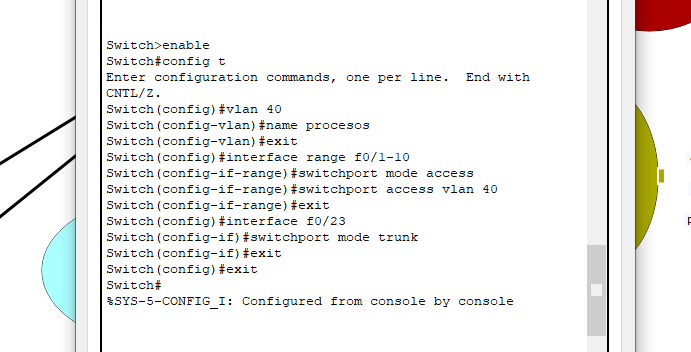 Switch>enable
Switch#config t
Enter configuration commands, one per line.  End with
CNTL/Z.
Switch(config)#vlan 40
Switch(config-vlan)#name procesos
Switch(config-vlan)#exit
Switch(config)#interface range f0/1-10
Switch(config-if-range)#switchport mode access
Switch(config-if-range)#switchport access vlan 40
Switch(config-if-range)#exit
Switch(config)#interface f0/23
Switch(config-if)#switchport mode trunk
Switch(config-if)#exit
Switch(config)#exit
Switch#
%SYS-5-CONFIG_I: Configured from console by console